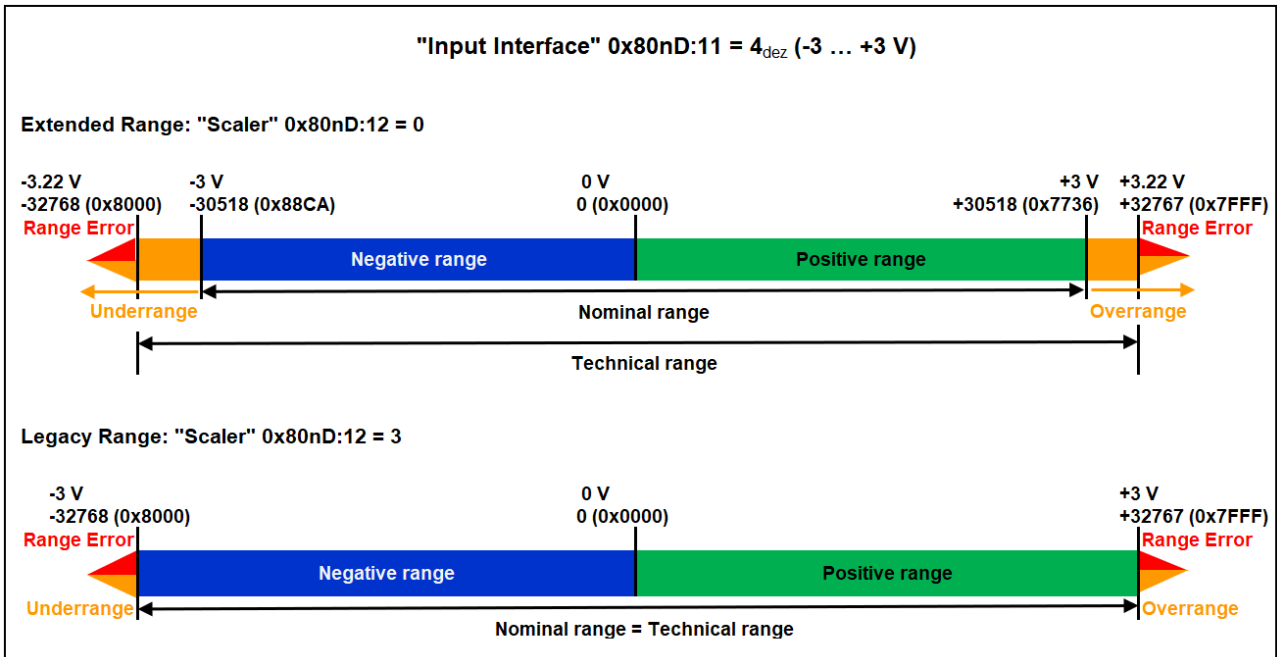 "Input Interface" 0x80nD:11 = 4dez (-3 … +3 V)
Extended Range: "Scaler" 0x80nD:12 = 0
-3.22 V -3 V 0 V +3 V +3.22 V
-32768 (0x8000) -30518 (0x88CA) 0 (0x0000) +30518 (0x7736) +32767 (0x7FFF)
Range Error Range Error
Negative range Positive range
Underrange Nominal range Overrange
Technical range
Legacy Range: "Scaler" 0x80nD:12 = 3
-3 V 0 V +3 V
-32768 (0x8000) 0 (0x0000) +32767 (0x7FFF)
Range Error Range Error
Negative range Positive range
Underrange Overrange
Nominal range = Technical range